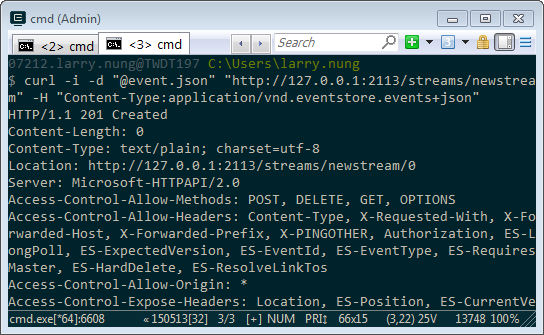 cmd (Admin)
<2> cmd
<3> cmd
Search
07212.larry.nung@TWDT197 C:\Users\larry.nung
$ curl -i -d "@event.json" "http://127.0.0.1:2113/streams/newstrea
m" -H "Content-Type:application/vnd.eventstore.events+json"
HTTP/1.1 201 Created
Content-Length: 0
Content-Type: text/plain; charset=utf-8
Location: http://127.0.0.1:2113/streams/newstream/0
Server: Microsoft-HTTPAPI/2.0
Access-Control-Allow-Methods: POST, DELETE, GET, OPTIONS
Access-Control-Allow-Headers: Content-Type, X-Requested-With, X-Fo
rwarded-Host, X-Forwarded-Prefix, X-PINGOTHER, Authorization, ES-L
ongPoll, ES-ExpectedVersion, ES-EventId, ES-EventType, ES-Requires
Master, ES-HardDelete, ES-ResolveLinkTos
Access-Control-Allow-Origin: *
Access-Control-Expose-Headers: Location, ES-Position, ES-CurrentVe
cmd.exe[*64]:6608 « 150513[32] 3/3 [+] NUM PRI↕ 66x15 (3,22) 25V 13748 100%